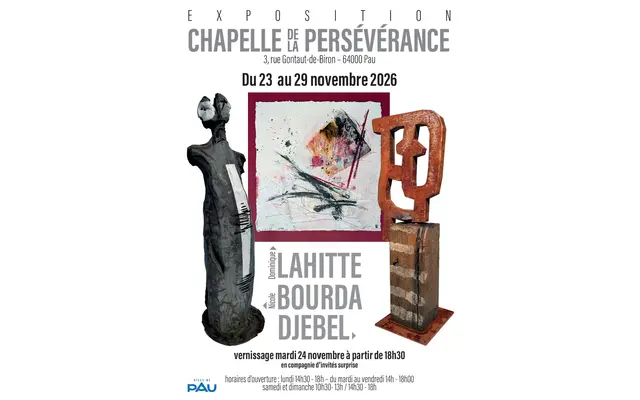 EXPOSITION
CHAPELLE DE LA PERSÉVÉRANCE
3, rue Gontaut-de-Biron – 64000 Pau
Du 23 au 29 novembre 2026
Dominique LAHITTE
Nicole BOURDA
DJEBEL
vernissage mardi 24 novembre à partir de 18h30
en compagnie d'invités surprise
horaires d'ouverture : lundi 14h30 - 18h – du mardi au vendredi 14h - 18h00
samedi et dimanche 10h30- 13h / 14h30 - 18h
VILLE DE
PAU